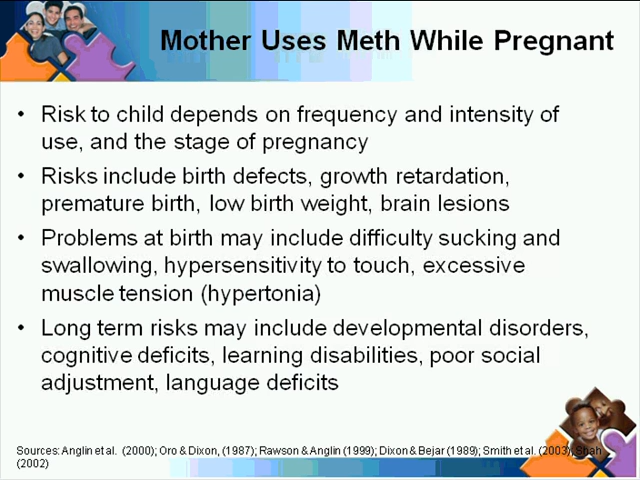 Mother Uses Meth While Pregnant
• Risk to child depends on frequency and intensity of
use, and the stage of pregnancy
• Risks include birth defects, growth retardation,
premature birth, low birth weight, brain lesions
• Problems at birth may include difficulty sucking and
swallowing, hypersensitivity to touch, excessive
muscle tension (hypertonia)
• Long term risks may include developmental disorders,
cognitive deficits, learning disabilities, poor social
adjustment, language deficits
Sources: Anglin et al. (2000); Oro & Dixon, (1987); Rawson & Anglin (1999); Dixon & Bejar (1989); Smith et al. (2003); Shah
(2002)